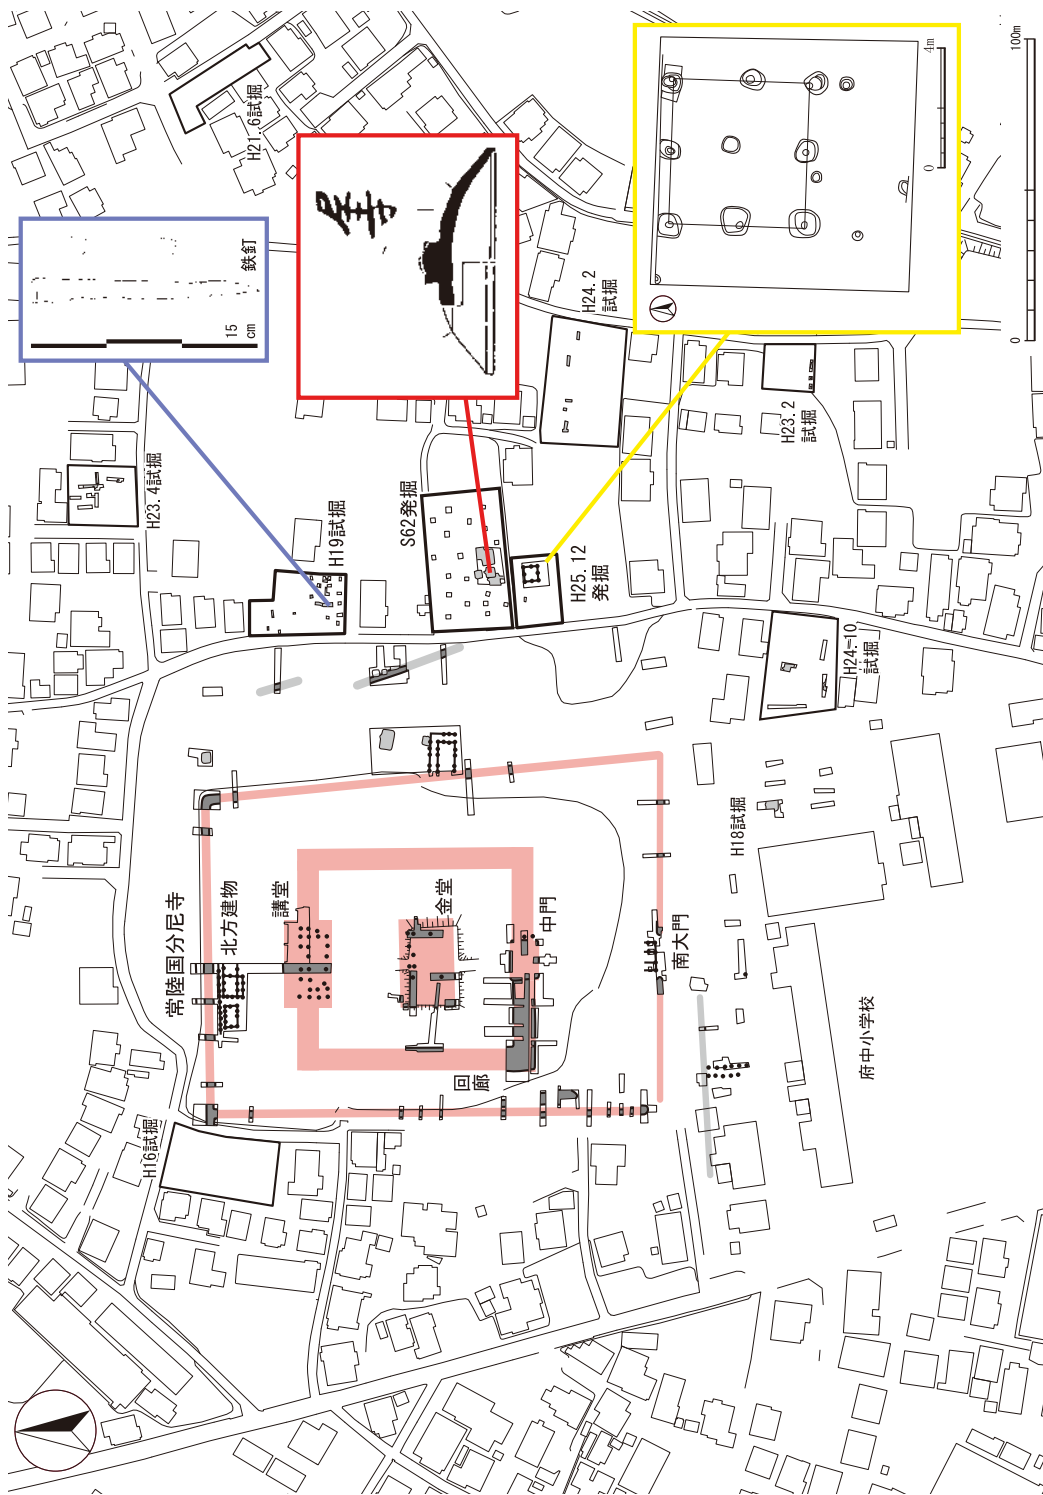 100m
0
4m
0
H21.6試掘
鉄釘
15
cm
H24.2
試掘
H23.2
試掘
H23.4試掘
H19試掘
S62発掘
H25.12
発掘
H24.10
試掘
H18試掘
常陸国分尼寺
北方建物
講堂
金堂
中門
南大門
回廊
府中小学校
H16試掘